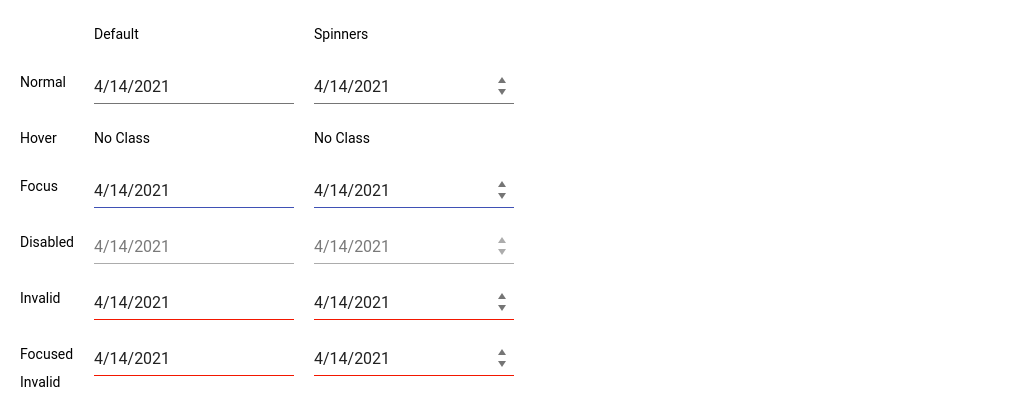 Default Spinners
Normal 4/14/2021 4/14/2021
Hover No Class No Class
Focus 4/14/2021 4/14/2021
Disabled 4/14/2021 4/14/2021
Invalid 4/14/2021 4/14/2021
Focused 4/14/2021 4/14/2021
Invalid